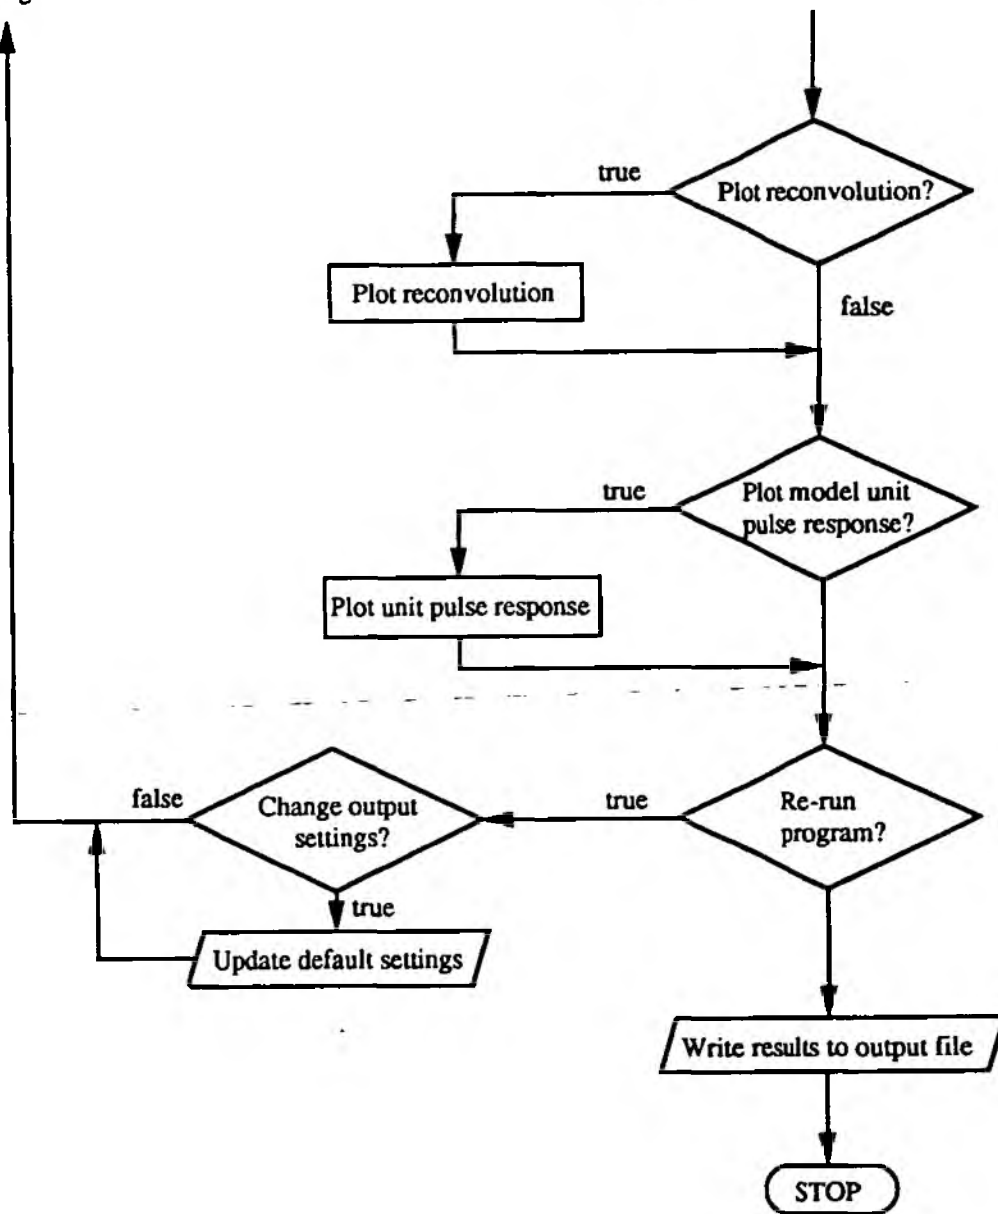 true
Plot reconvolution?
Plot reconvolution
false
true
Plot model unit
pulse response?
Plot unit pulse response
false
Change output
settings?
true
Re-run
program?
true
Update default settings
Write results to output file
STOP